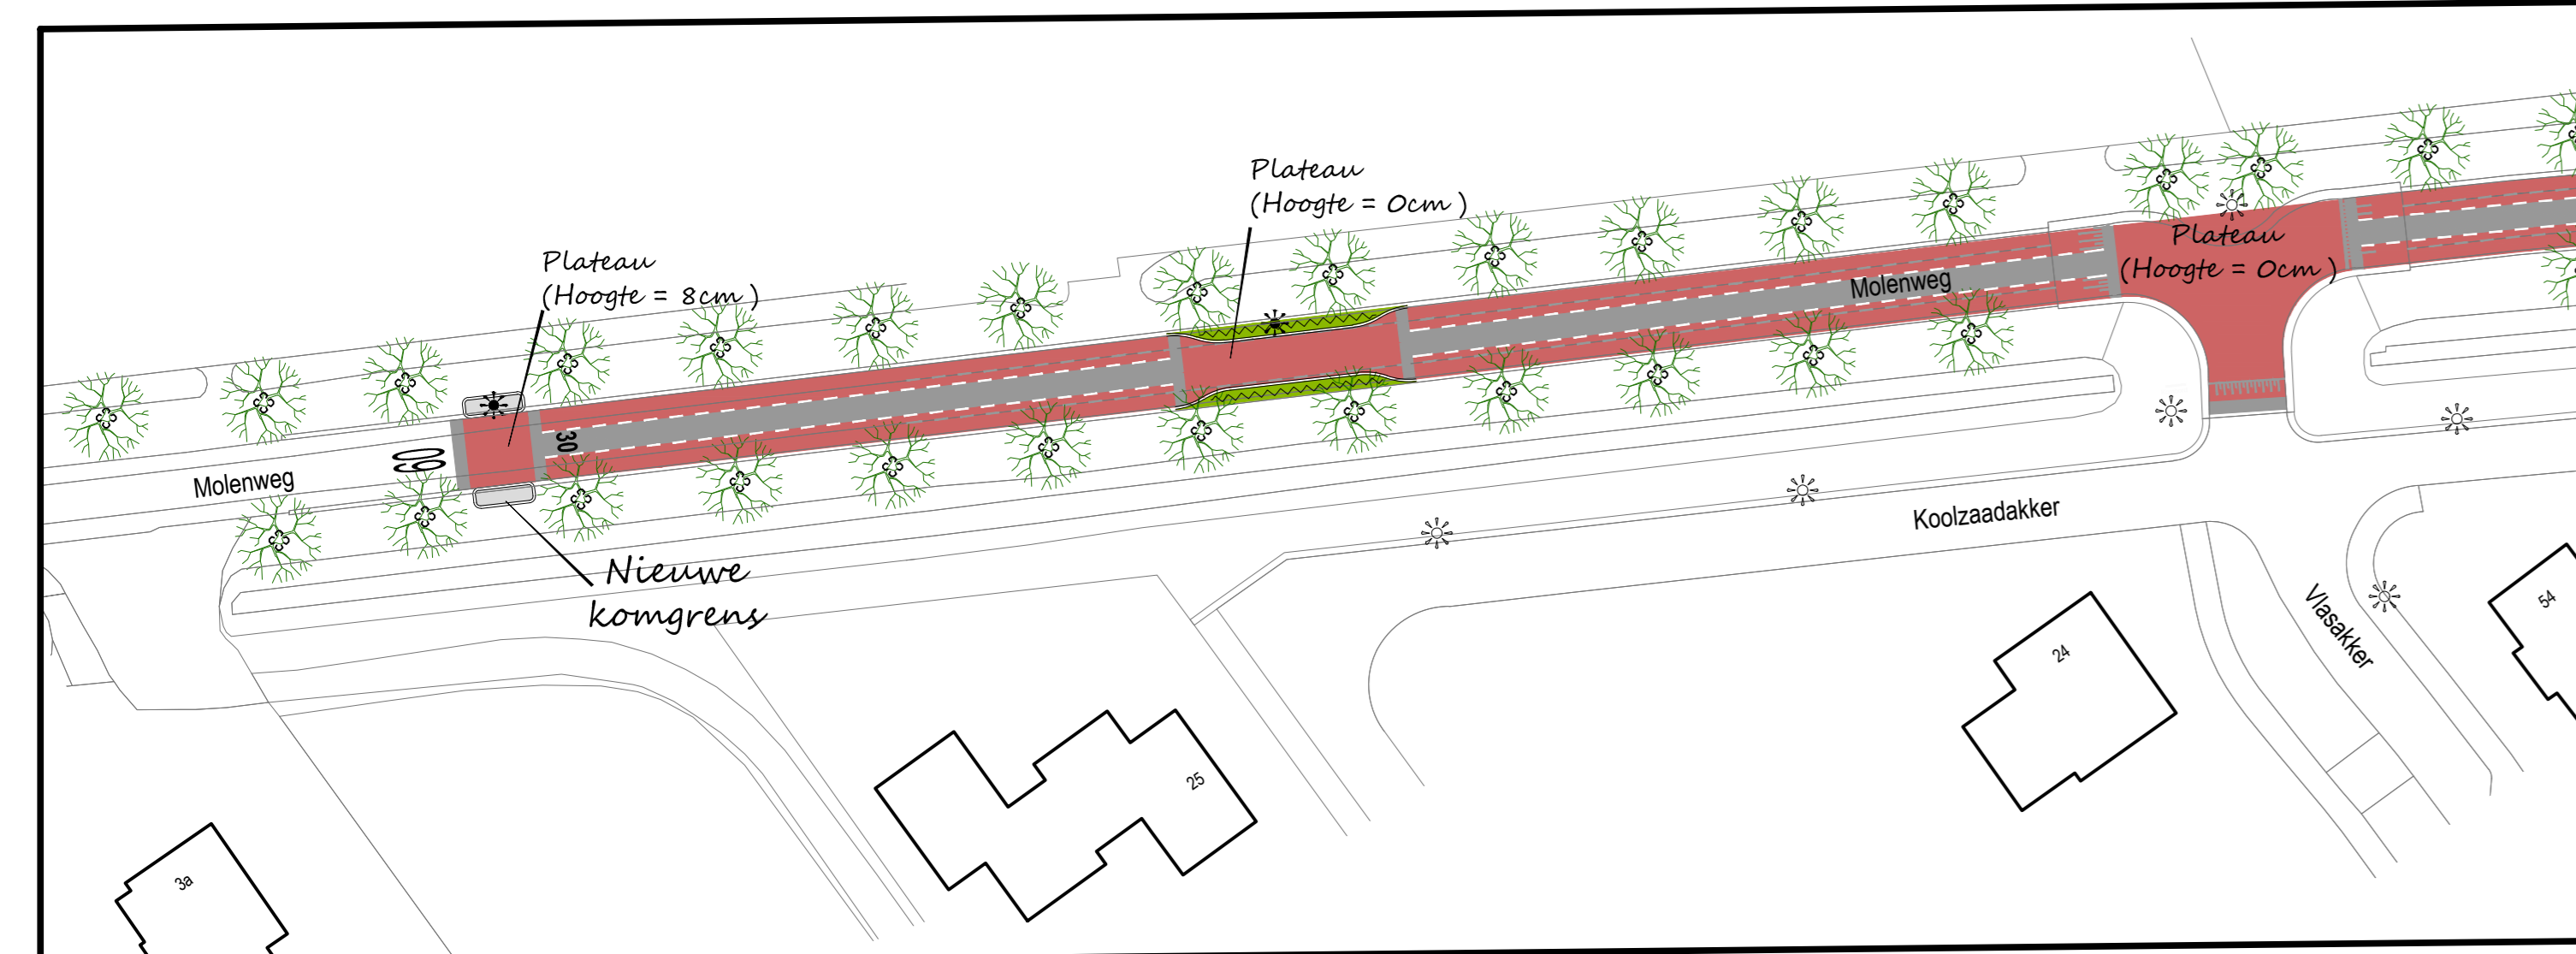 Plateau
(Hoogte = 0cm )
Plateau
(Hoogte = 8cm )
Plateau
(Hoogte = 0cm )
Molenweg
30
60
Molenweg
Nieuwe
komgrens
Koolzaadakker
Vlasakker
54
24
25
3a